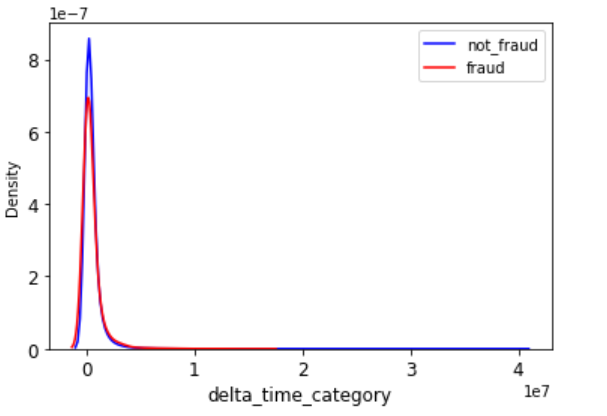 1e−7
not_fraud
fraud
8
6
4
2
0
Density
0 1 2 3 4
1e7
delta_time_category